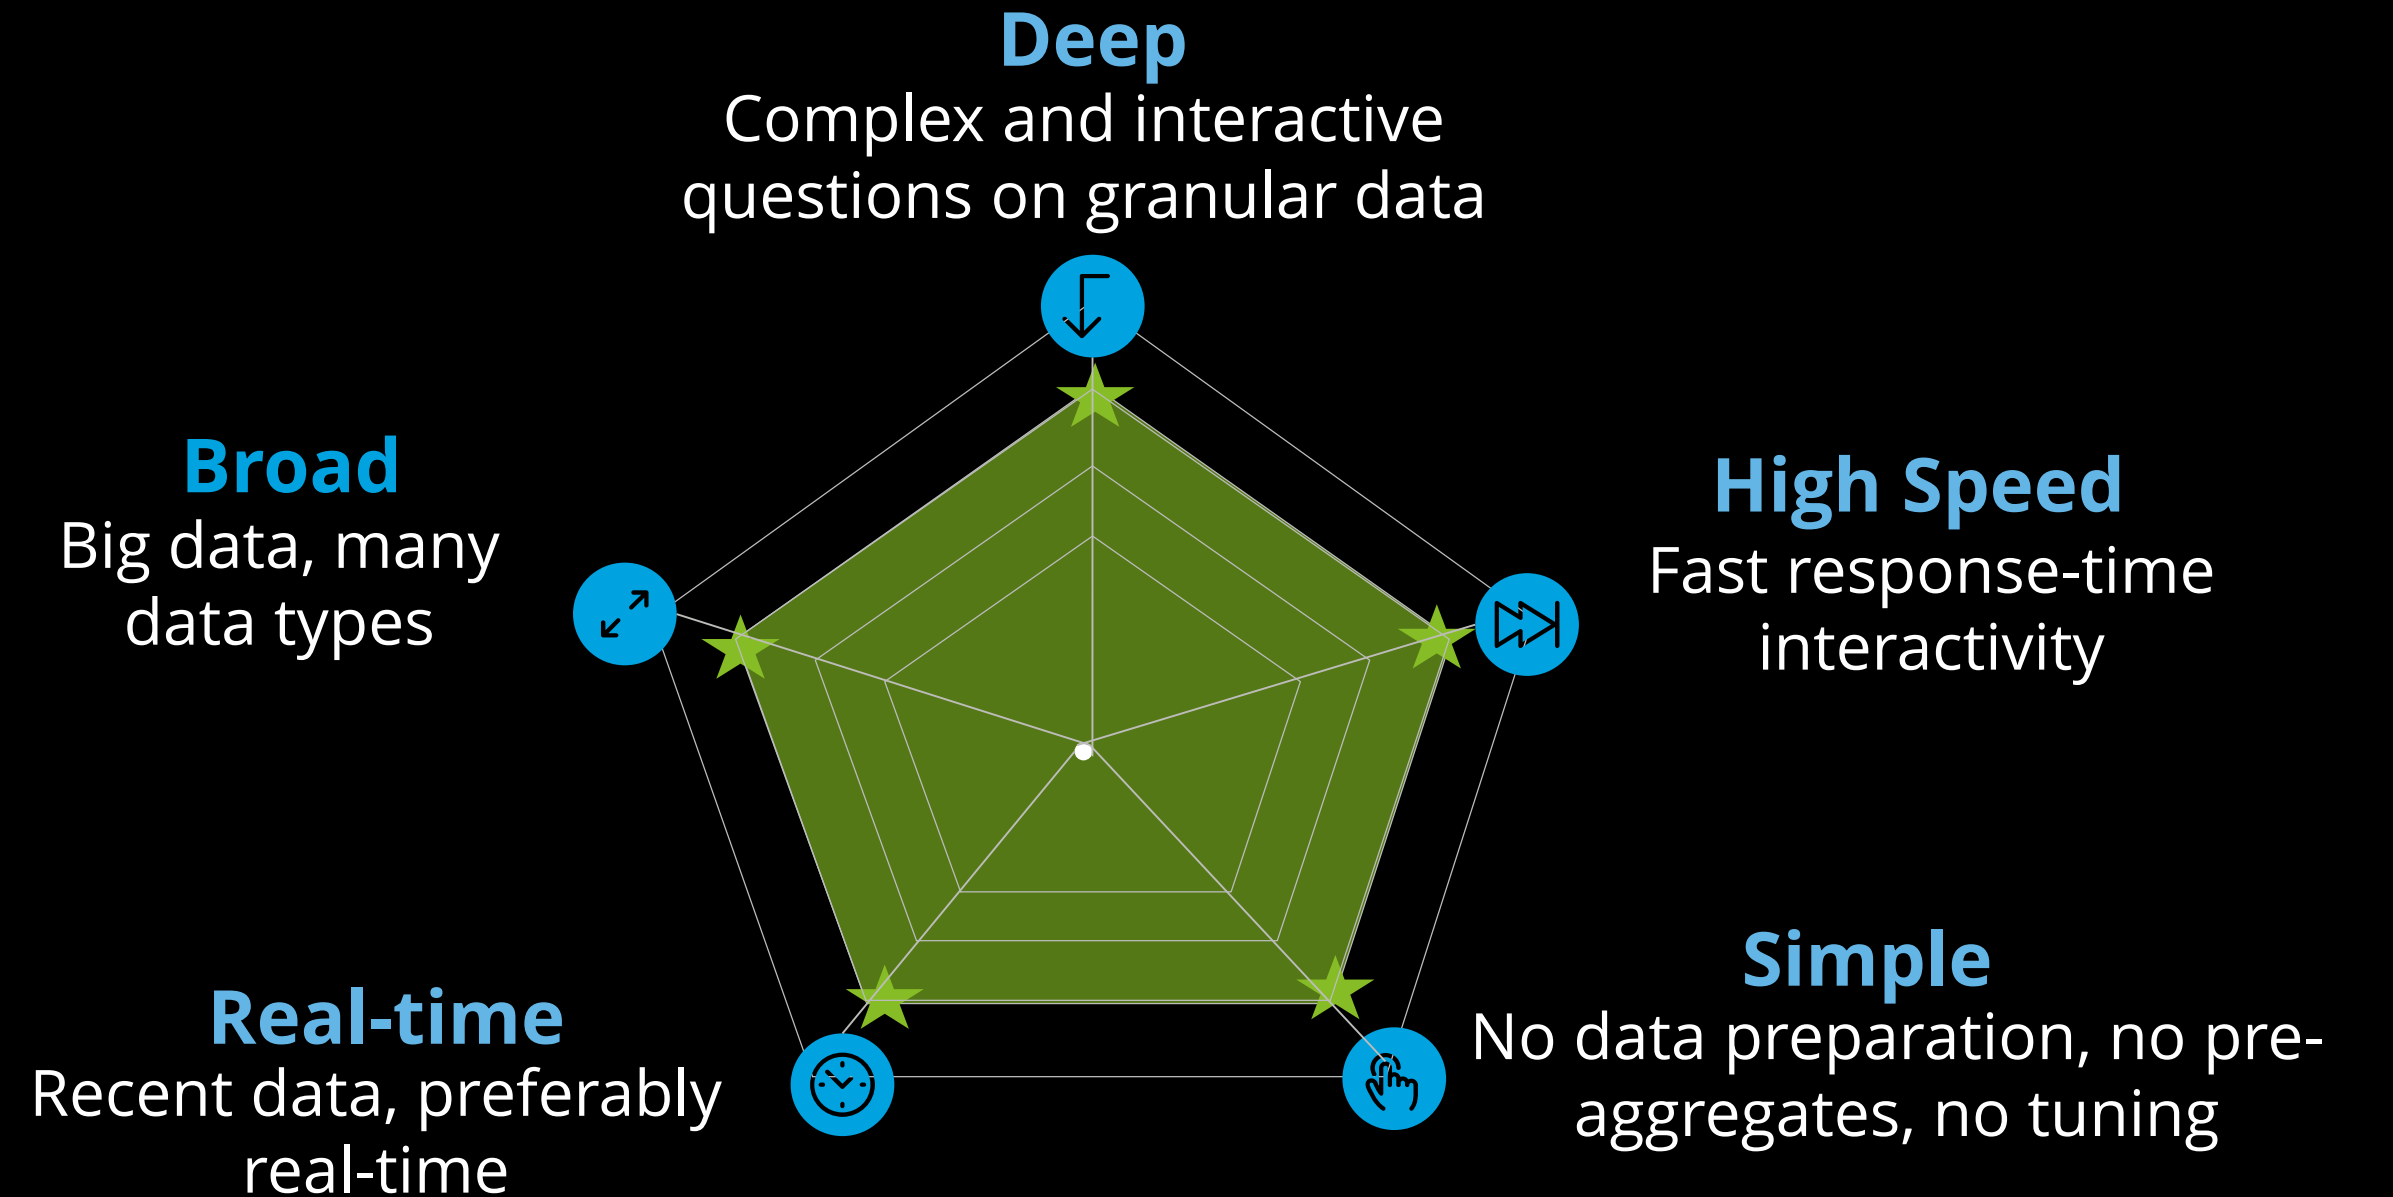 Deep
Complex and interactive
questions on granular data
Broad
Big data, many
data types
High Speed
Fast response-time
interactivity
Simple
No data preparation, no pre-
aggregates, no tuning
Real-time
Recent data, preferably
real-time